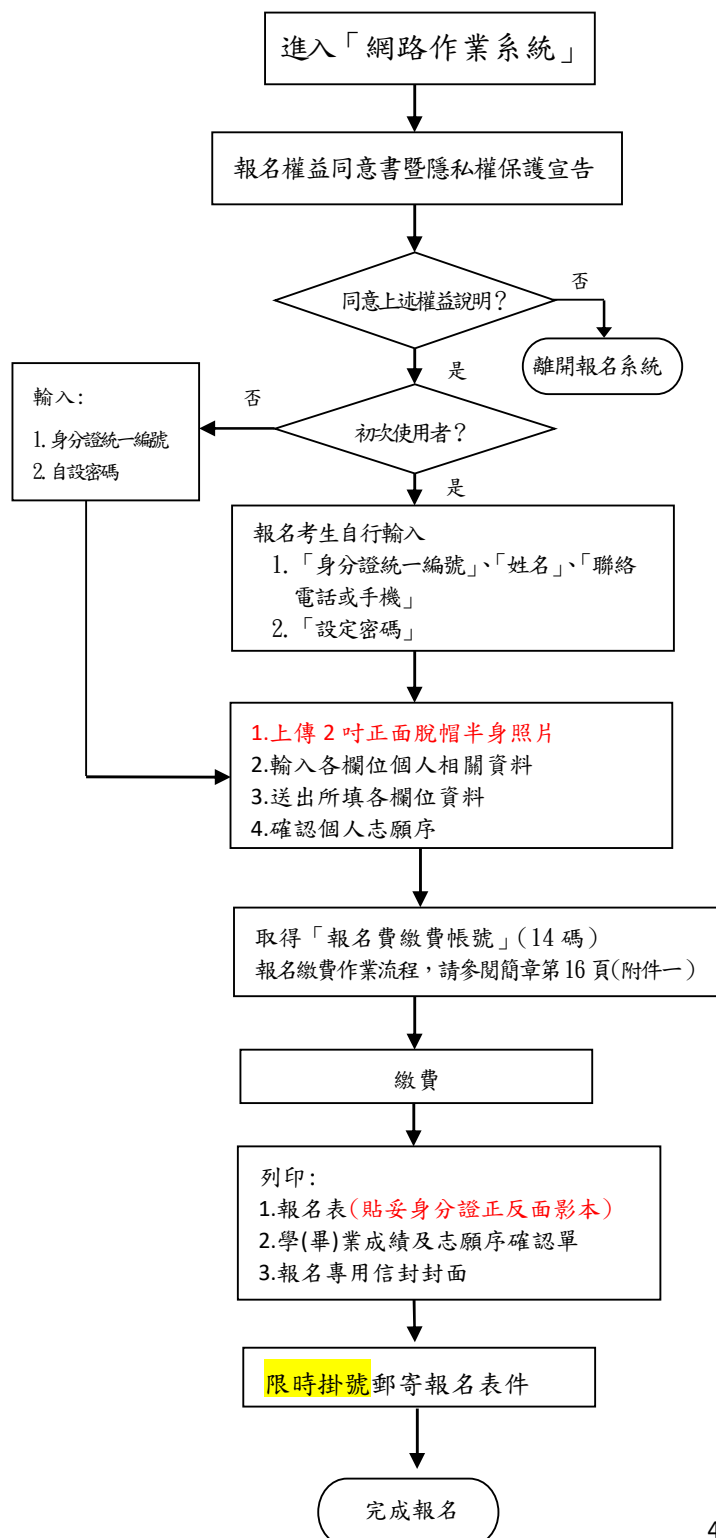 進入「網路作業系統」
報名權益同意書暨隱私權保護宣告
同意上述權益說明？
否
離開報名系統
是
輸入:
1. 身分證統一編號
2. 自設密碼
否
初次使用者？
是
報名考生自行輸入
1. 「身分證統一編號」、「姓名」、「聯絡
電話或手機」
2. 「設定密碼」
1.上傳 2 吋正面脫帽半身照片
2.輸入各欄位個人相關資料
3.送出所填各欄位資料
4.確認個人志願序
取得「報名費繳費帳號」(14 碼)
報名繳費作業流程，請參閱簡章第 16 頁(附件一)
繳費
列印:
1.報名表(貼妥身分證正反面影本)
2.學(畢)業成績及志願序確認單
3.報名專用信封封面
限時掛號郵寄報名表件
完成報名
4